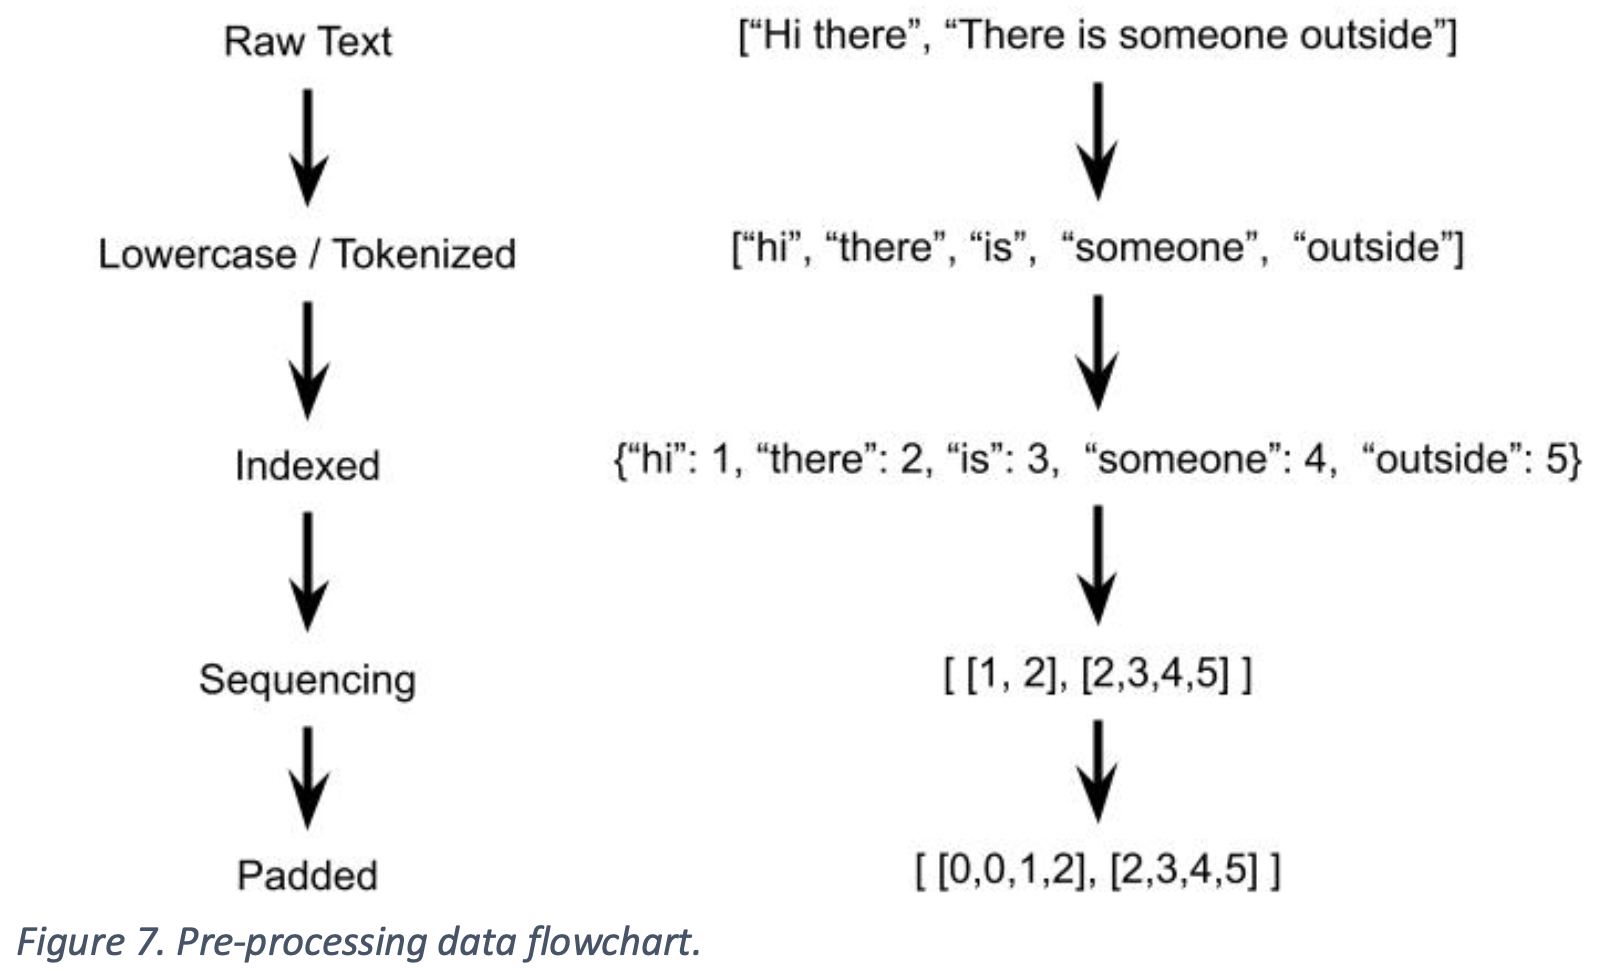 Raw Text
[“Hi there”, “There is someone outside”]
Lowercase / Tokenized
[“hi”, “there”, “is”, “someone”, “outside”]
Indexed
{“hi”: 1, “there”: 2, “is”: 3, “someone”: 4, “outside”: 5}
Sequencing
[ [1, 2], [2,3,4,5] ]
Padded
[ [0,0,1,2], [2,3,4,5] ]
Figure 7. Pre-processing data flowchart.